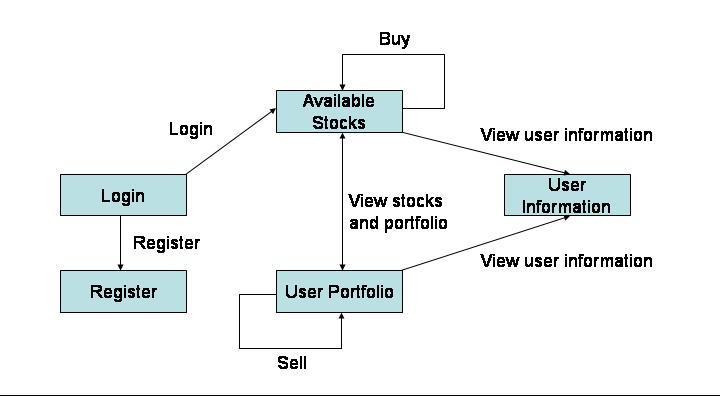 Buy
Available
Stocks
Login
View user information
Login
View stocks
and portfolio
User
Information
Register
View user information
Register
User Portfolio
Sell